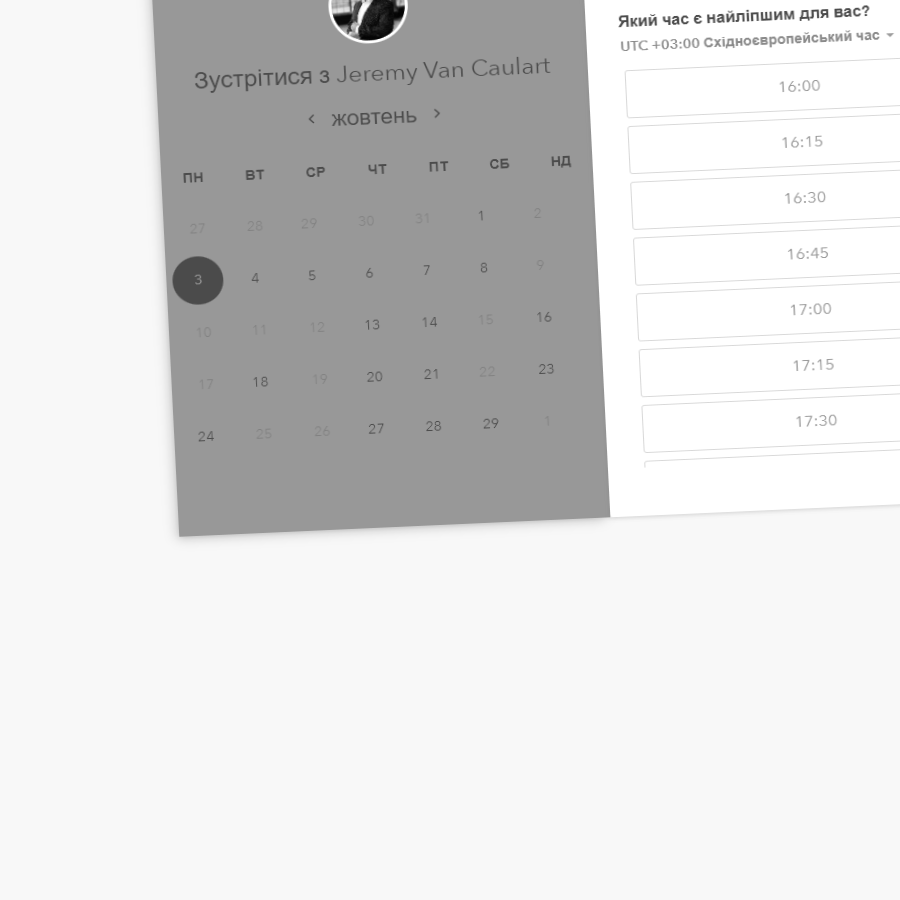 Зустрітися з Jeremy Van Caulart
‹ жовтень ›
ПН ВТ СР ЧТ ПТ СБ НД
27 28 29 30 31 1 2
3 4 5 6 7 8 9
10 11 12 13 14 15 16
17 18 19 20 21 22 23
24 25 26 27 28 29 1
Який час є найліпшим для вас?
UTC +03:00 Східноєвропейський час
16:00
16:15
16:30
16:45
17:00
17:15
17:30